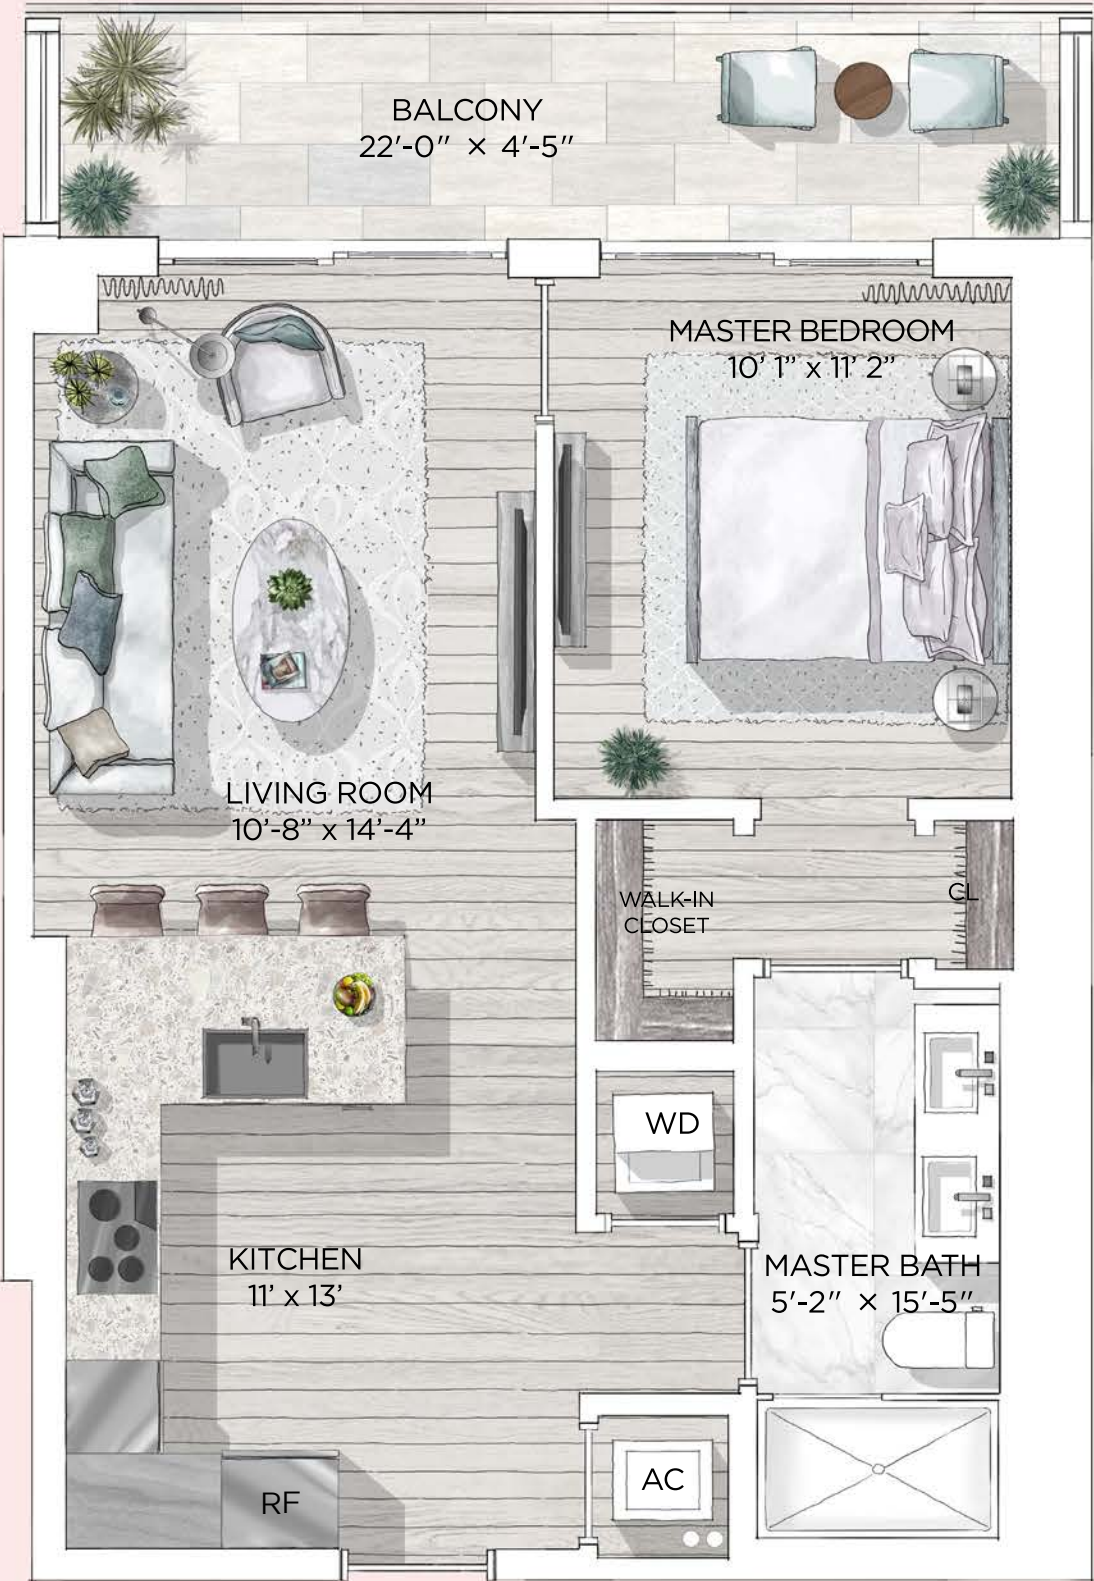 BALCONY
22'-0" × 4'-5"
MASTER BEDROOM
10' 1" x 11' 2"
LIVING ROOM
10'-8" x 14'-4"
WALK-IN
CLOSET
CL
WD
KITCHEN
11' x 13'
MASTER BATH
5'-2" × 15'-5"
AC
RF